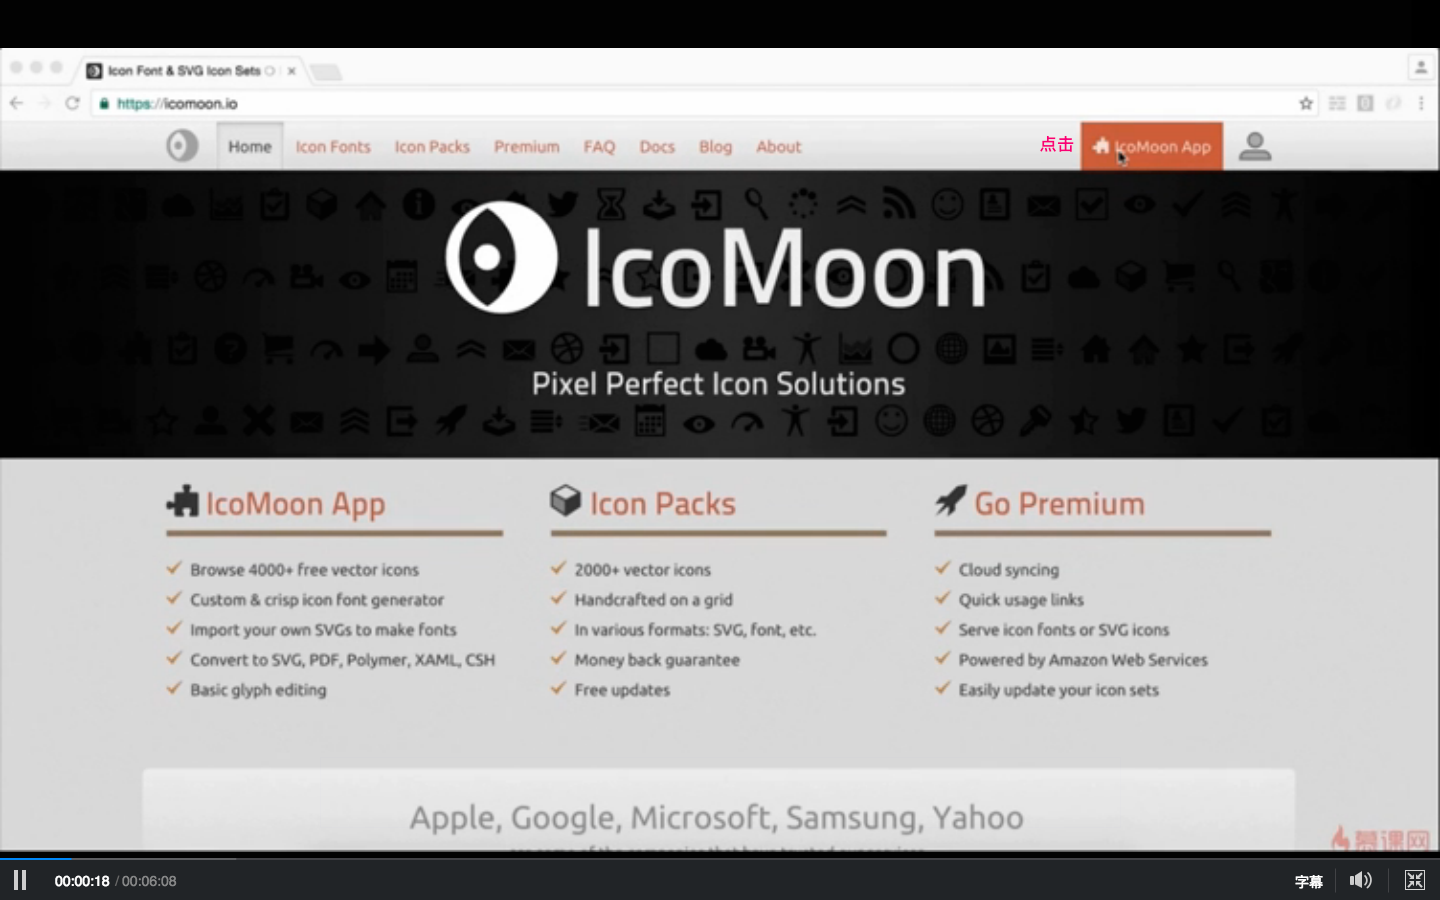 Icon Font & SVG Icon Sets
https://icomoon.io
Home Icon Fonts Icon Packs Premium FAQ Docs Blog About 点击 IcoMoon App
IcoMoon
Pixel Perfect Icon Solutions
IcoMoon App
Browse 4000+ free vector icons
Custom & crisp icon font generator
Import your own SVGs to make fonts
Convert to SVG, PDF, Polymer, XAML, CSH
Basic glyph editing
Icon Packs
2000+ vector icons
Handcrafted on a grid
In various formats: SVG, font, etc.
Money back guarantee
Free updates
Go Premium
Cloud syncing
Quick usage links
Serve icon fonts or SVG icons
Powered by Amazon Web Services
Easily update your icon sets
Apple, Google, Microsoft, Samsung, Yahoo
慕课网
00:00:18 / 00:06:08
字幕